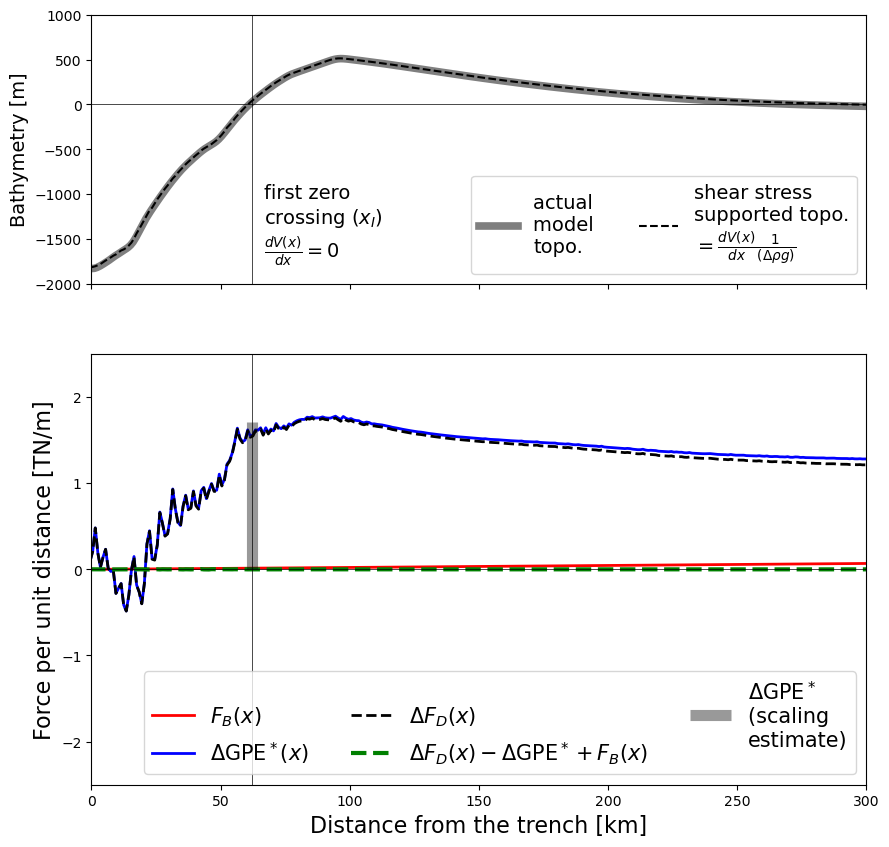 1000
500
0
−500
−1000
−1500
−2000
Bathymetry [m]
first zero
crossing (x_I)
dV(x)/dx = 0
actual
model
topo.
shear stress
supported topo.
= dV(x)/dx 1/(Δρg)
2
1
0
−1
−2
Force per unit distance [TN/m]
F_B(x)
ΔGPE*(x)
ΔF_D(x)
ΔF_D(x) − ΔGPE* + F_B(x)
ΔGPE*
(scaling
estimate)
0 50 100 150 200 250 300
Distance from the trench [km]